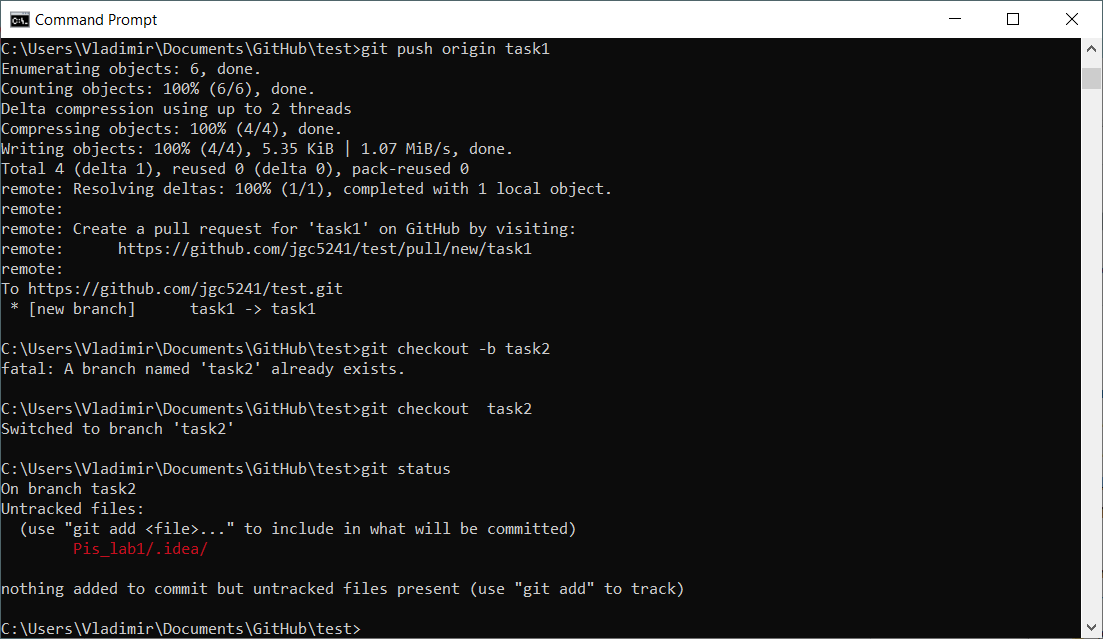 Command Prompt
C:\Users\Vladimir\Documents\GitHub\test>git push origin task1
Enumerating objects: 6, done.
Counting objects: 100% (6/6), done.
Delta compression using up to 2 threads
Compressing objects: 100% (4/4), done.
Writing objects: 100% (4/4), 5.35 KiB | 1.07 MiB/s, done.
Total 4 (delta 1), reused 0 (delta 0), pack-reused 0
remote: Resolving deltas: 100% (1/1), completed with 1 local object.
remote:
remote: Create a pull request for 'task1' on GitHub by visiting:
remote:      https://github.com/jgc5241/test/pull/new/task1
remote:
To https://github.com/jgc5241/test.git
 * [new branch]      task1 -> task1
C:\Users\Vladimir\Documents\GitHub\test>git checkout -b task2
fatal: A branch named 'task2' already exists.
C:\Users\Vladimir\Documents\GitHub\test>git checkout  task2
Switched to branch 'task2'
C:\Users\Vladimir\Documents\GitHub\test>git status
On branch task2
Untracked files:
  (use "git add <file>..." to include in what will be committed)
        Pis_lab1/.idea/
nothing added to commit but untracked files present (use "git add" to track)
C:\Users\Vladimir\Documents\GitHub\test>